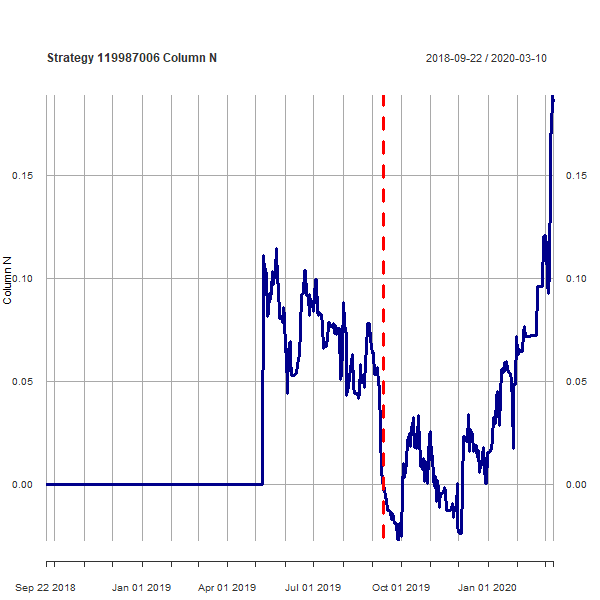 Strategy 119987006 Column N
2018-09-22 / 2020-03-10
Column N
0.15
0.10
0.05
0.00
0.15
0.10
0.05
0.00
Sep 22 2018
Jan 01 2019
Apr 01 2019
Jul 01 2019
Oct 01 2019
Jan 01 2020